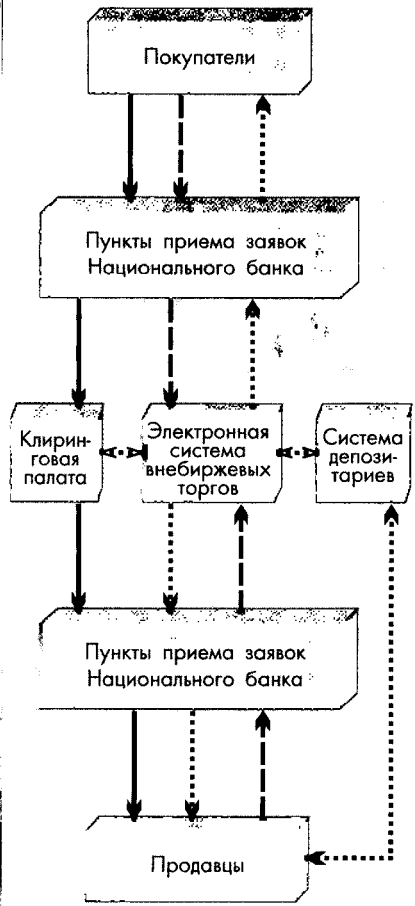 Покупатели
Пункты приема заявок
Национального банка
Клирин-
говая
палата
Электронная
система
внебиржевых
торгов
Система
депози-
тариев
Пункты приема заявок
Национального банка
Продавцы